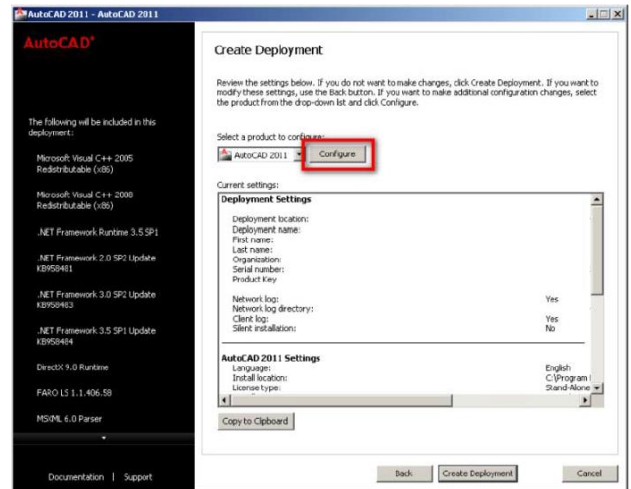 AutoCAD 2011 - AutoCAD 2011
AutoCAD®
The following will be included in this
deployment:
Microsoft Visual C++ 2005
Redistributable (x86)
Microsoft Visual C++ 2008
Redistributable (x86)
.NET Framework Runtime 3.5 SP1
.NET Framework 2.0 SP2 Update
KB958481
.NET Framework 3.0 SP2 Update
KB958483
.NET Framework 3.5 SP1 Update
KB958484
DirectX 9.0 Runtime
FARO LS 1.1.406.58
MSXML 6.0 Parser
Documentation | Support
Create Deployment
Review the settings below. If you do not want to make changes, click Create Deployment. If you want to
modify these settings, use the Back button. If you want to make additional configuration changes, select
the product from the drop-down list and click Configure.
Select a product to configure:
AutoCAD 2011 Configure
Current settings:
Deployment Settings
Deployment location:
Deployment name:
First name:
Last name:
Organization:
Serial number:
Product Key
Network log: Yes
Network log directory:
Client log: Yes
Silent installation: No
AutoCAD 2011 Settings
Language: English
Install location: C:\Program
License type: Stand-Alone
Copy to Clipboard
Back Create Deployment Cancel